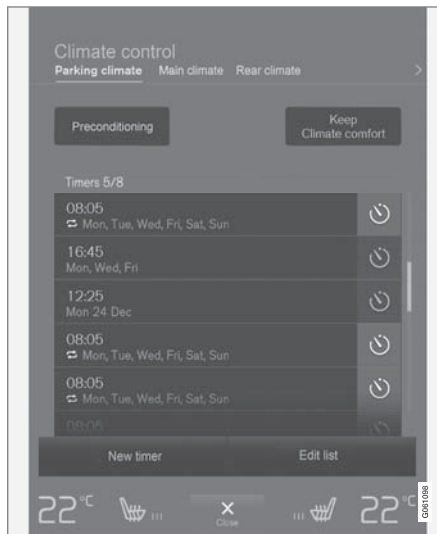 Climate control
Parking climate Main climate Rear climate
Preconditioning
Keep
Climate comfort
Timers 5/8
08:05
Mon, Tue, Wed, Fri, Sat, Sun
16:45
Mon, Wed, Fri
12:25
Mon 24 Dec
08:05
Mon, Tue, Wed, Fri, Sat, Sun
08:05
Mon, Tue, Wed, Fri, Sat, Sun
08:05
New timer Edit list
22°C 22°C
Close
G061098